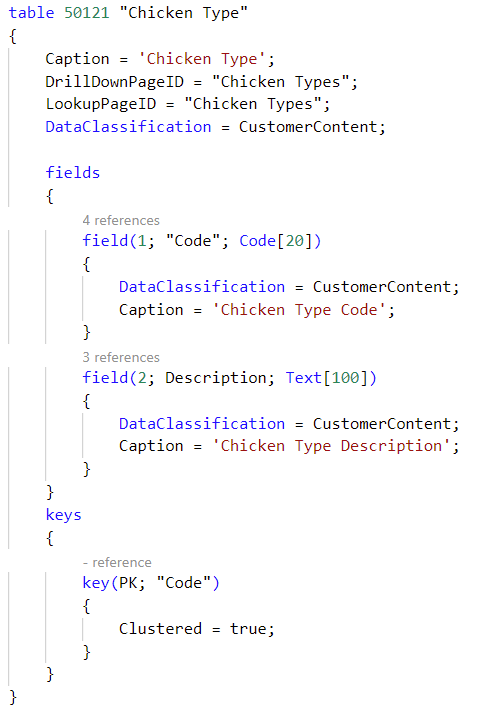 table 50121 "Chicken Type"
{
    Caption = 'Chicken Type';
    DrillDownPageID = "Chicken Types";
    LookupPageID = "Chicken Types";
    DataClassification = CustomerContent;

    fields
    {
        4 references
        field(1; "Code"; Code[20])
        {
            DataClassification = CustomerContent;
            Caption = 'Chicken Type Code';
        }
        3 references
        field(2; Description; Text[100])
        {
            DataClassification = CustomerContent;
            Caption = 'Chicken Type Description';
        }
    }
    keys
    {
        - reference
        key(PK; "Code")
        {
            Clustered = true;
        }
    }
}